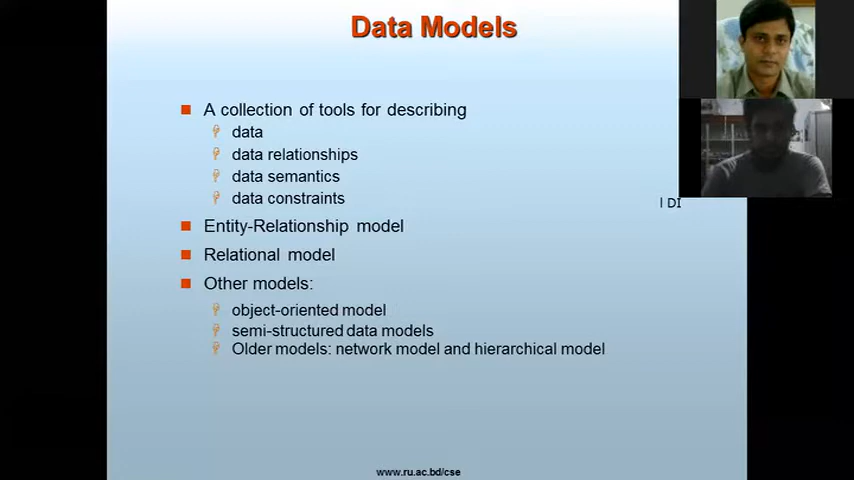 Data Models
A collection of tools for describing
data
data relationships
data semantics
data constraints
l DI
Entity-Relationship model
Relational model
Other models:
object-oriented model
semi-structured data models
Older models: network model and hierarchical model
www.ru.ac.bd/cse